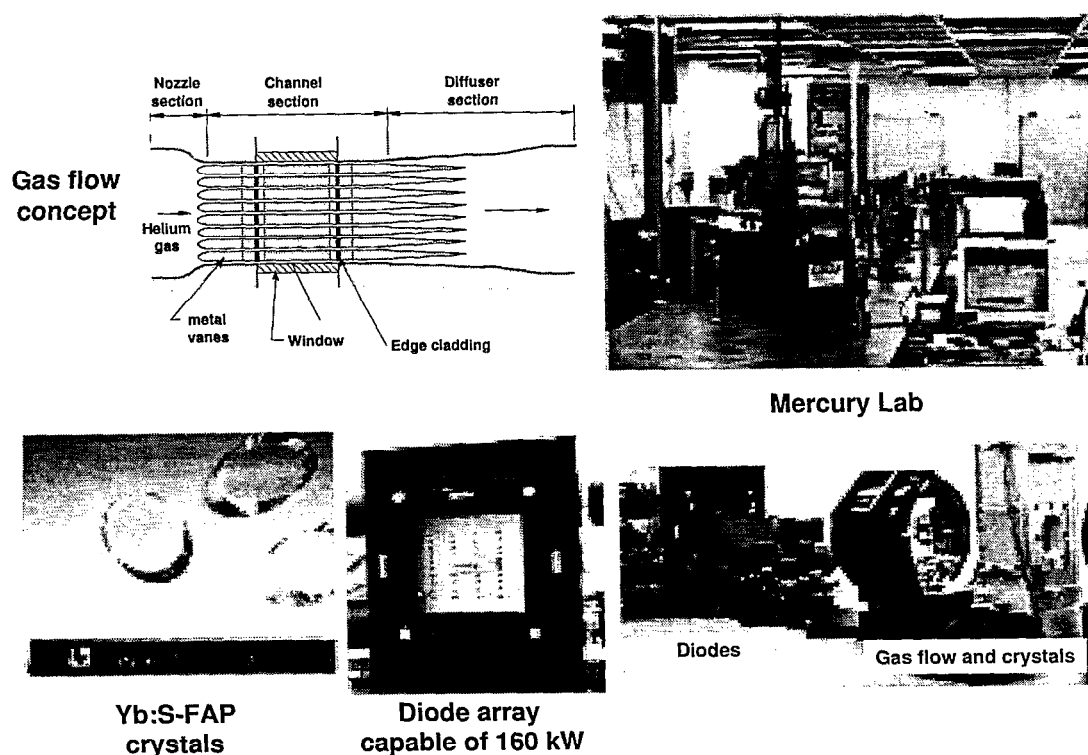 Nozzle
section
Channel
section
Diffuser
section
Gas flow
concept
Helium
gas
metal
vanes
Window
Edge cladding
Mercury Lab
Yb:S-FAP
crystals
Diode array
capable of 160 kW
Diodes
Gas flow and crystals